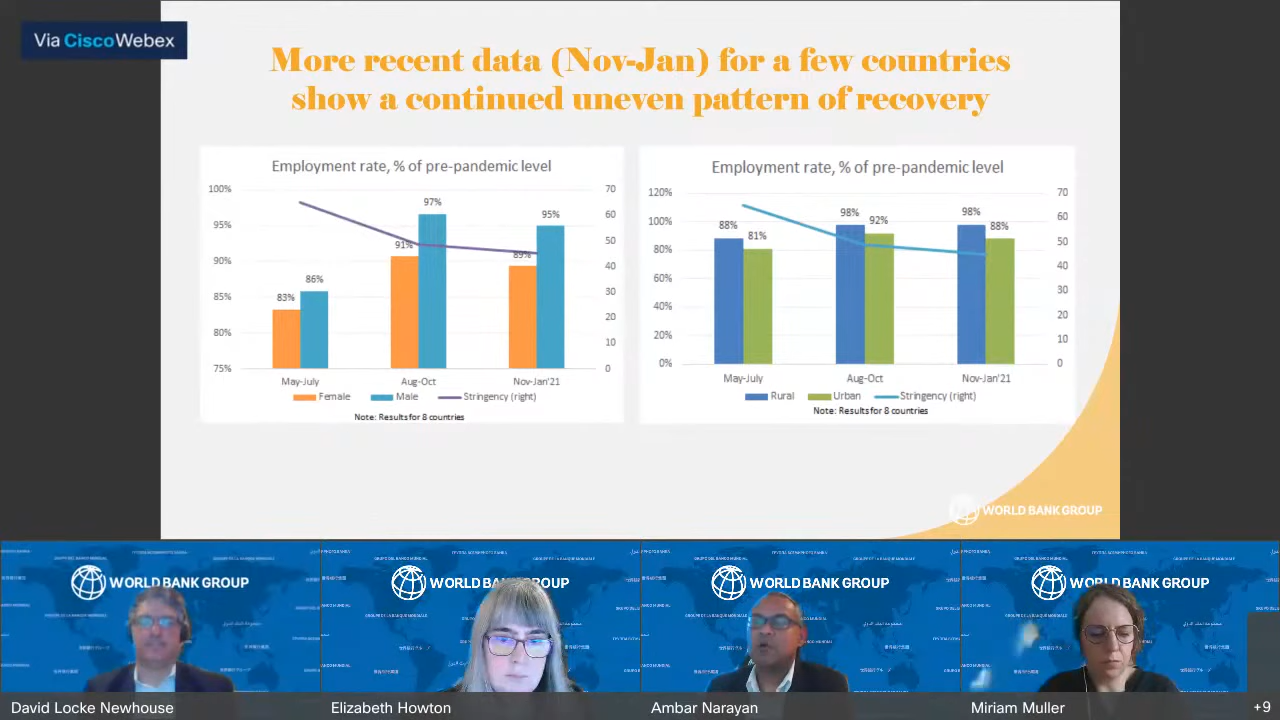 Via Cisco Webex
More recent data (Nov-Jan) for a few countries
show a continued uneven pattern of recovery
Employment rate, % of pre-pandemic level
100%
95%
90%
85%
80%
75%
70
60
50
40
30
20
10
0
83%
86%
91%
97%
89%
95%
May-July
Aug-Oct
Nov-Jan'21
Female
Male
Stringency (right)
Note: Results for 8 countries
Employment rate, % of pre-pandemic level
120%
100%
80%
60%
40%
20%
0%
70
60
50
40
30
20
10
0
88%
81%
98%
92%
98%
88%
May-July
Aug-Oct
Nov-Jan'21
Rural
Urban
Stringency (right)
Note: Results for 8 countries
WORLD BANK GROUP
WORLD BANK GROUP
WORLD BANK GROUP
WORLD BANK GROUP
WORLD BANK GROUP
David Locke Newhouse
Elizabeth Howton
Ambar Narayan
Miriam Muller
+9